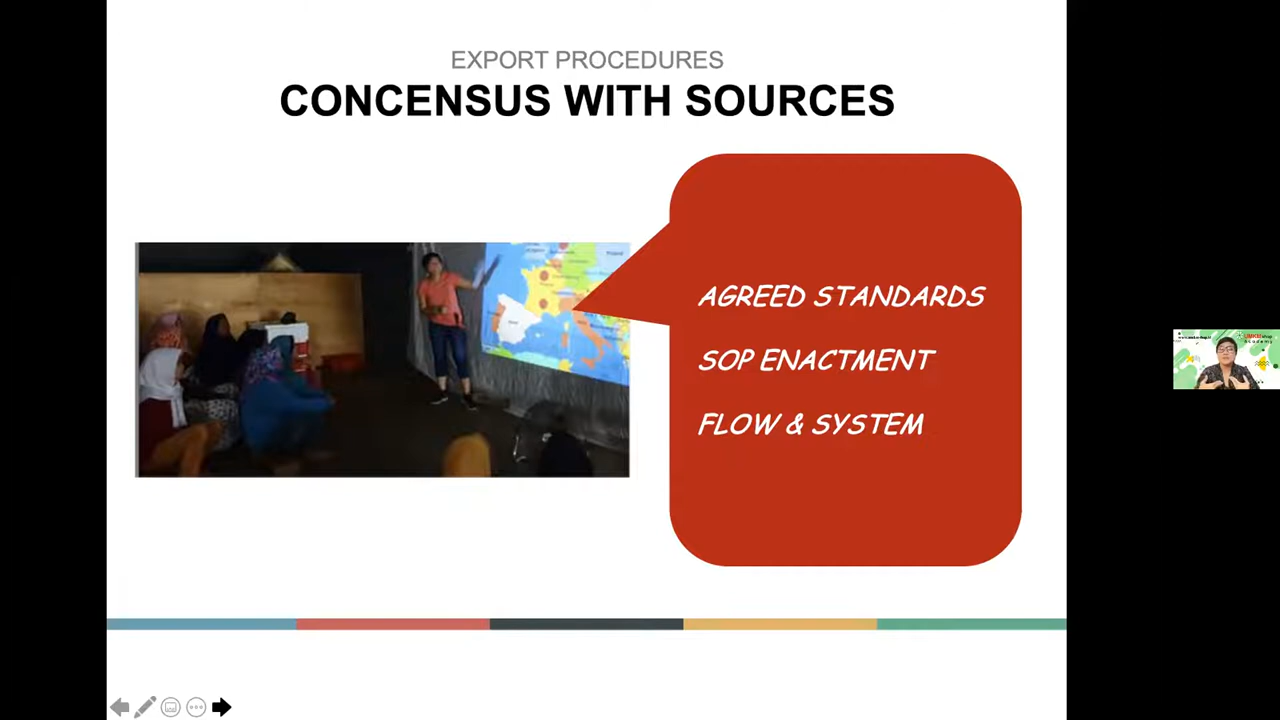 EXPORT PROCEDURES
CONCENSUS WITH SOURCES
AGREED STANDARDS
SOP ENACTMENT
FLOW & SYSTEM